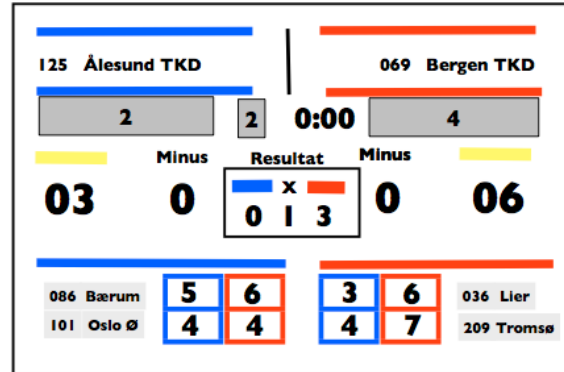 125 Ålesund TKD 069 Bergen TKD
2 2 0:00 4
Minus Resultat Minus
03 0 x 0 06
0 1 3
086 Bærum 5 6 3 6 036 Lier
101 Oslo Ø 4 4 4 7 209 Tromsø